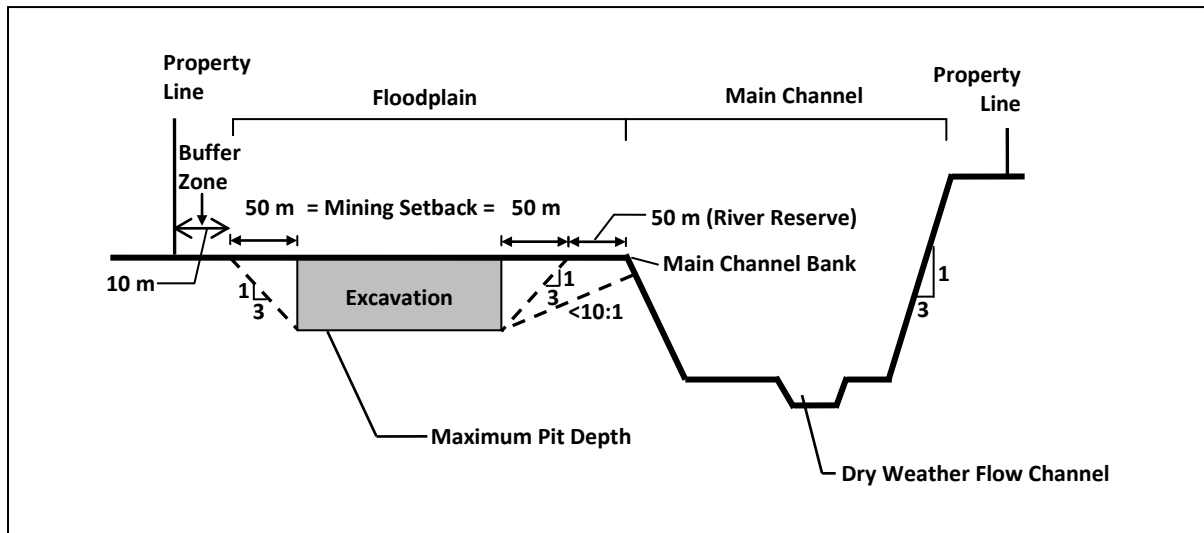 Property
Line
Floodplain
Main Channel
Property
Line
Buffer
Zone
50 m = Mining Setback = 50 m
50 m (River Reserve)
Main Channel Bank
10 m
1
3
Excavation
1
3
<10:1
1
3
Maximum Pit Depth
Dry Weather Flow Channel